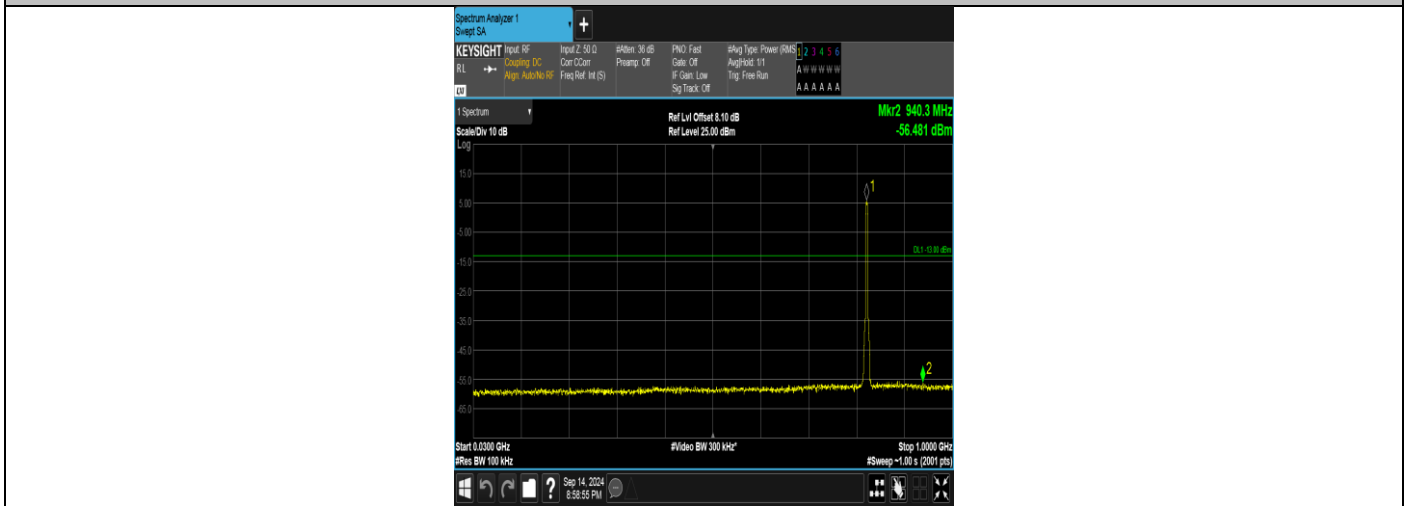 Spectrum Analyzer 1
Swept SA
KEYSIGHT
RL
Input: RF
Coupling: DC
Align: Auto/No RF
Input Z: 50 Ω
Corr CCorr
Freq Ref: Int (S)
#Atten: 36 dB
Preamp: Off
PNO: Fast
Gate: Off
IF Gain: Low
Sig Track: Off
#Avg Type: Power (RMS
Avg|Hold: 1/1
Trig: Free Run
1 2 3 4 5 6
A W W W W W
A A A A A A
1 Spectrum
Scale/Div 10 dB
Ref Lvl Offset 8.10 dB
Ref Level 25.00 dBm
Mkr2 940.3 MHz
-56.481 dBm
Log
15.0
5.00
-5.00
-15.0
-25.0
-35.0
-45.0
-55.0
-65.0
1
DL1 -13.00 dBm
2
Start 0.0300 GHz
#Res BW 100 kHz
#Video BW 300 kHz*
Stop 1.0000 GHz
#Sweep ~1.00 s (2001 pts)
?
Sep 14, 2024
8:58:55 PM